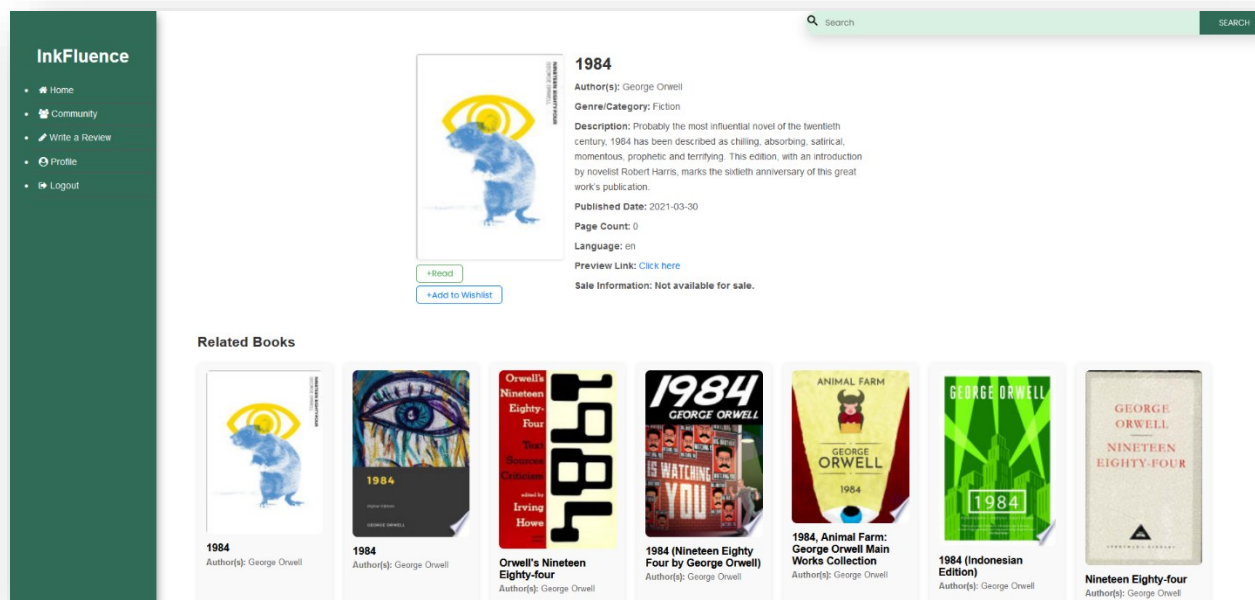 Search
SEARCH
InkFluence
Home
Community
Write a Review
Profile
Logout
NINETEEN EIGHTY-FOUR
GEORGE ORWELL
1984
Author(s): George Orwell
Genre/Category: Fiction
Description: Probably the most influential novel of the twentieth
century, 1984 has been described as chilling, absorbing, satirical,
momentous, prophetic and terrifying. This edition, with an introduction
by novelist Robert Harris, marks the sixtieth anniversary of this great
work's publication.
Published Date: 2021-03-30
Page Count: 0
Language: en
Preview Link: Click here
Sale Information: Not available for sale.
+Read
+Add to Wishlist
Related Books
1984
Author(s): George Orwell
1984
GEORGE ORWELL
1984
Author(s): George Orwell
Orwell's
Nineteen
Eighty-
Four
Text
Sources
Criticism
edited by
Irving
Howe
1984
Orwell's Nineteen
Eighty-four
Author(s): George Orwell
1984
GEORGE ORWELL
IS WATCHING
YOU
1984 (Nineteen Eighty
Four by George Orwell)
Author(s): George Orwell
ANIMAL FARM
GEORGE
ORWELL
1984
1984, Animal Farm:
George Orwell Main
Works Collection
Author(s): George Orwell
GEORGE ORWELL
1984
1984 (Indonesian
Edition)
Author(s): George Orwell
GEORGE
ORWELL
NINETEEN
EIGHTY-FOUR
Nineteen Eighty-four
Author(s): George Orwell